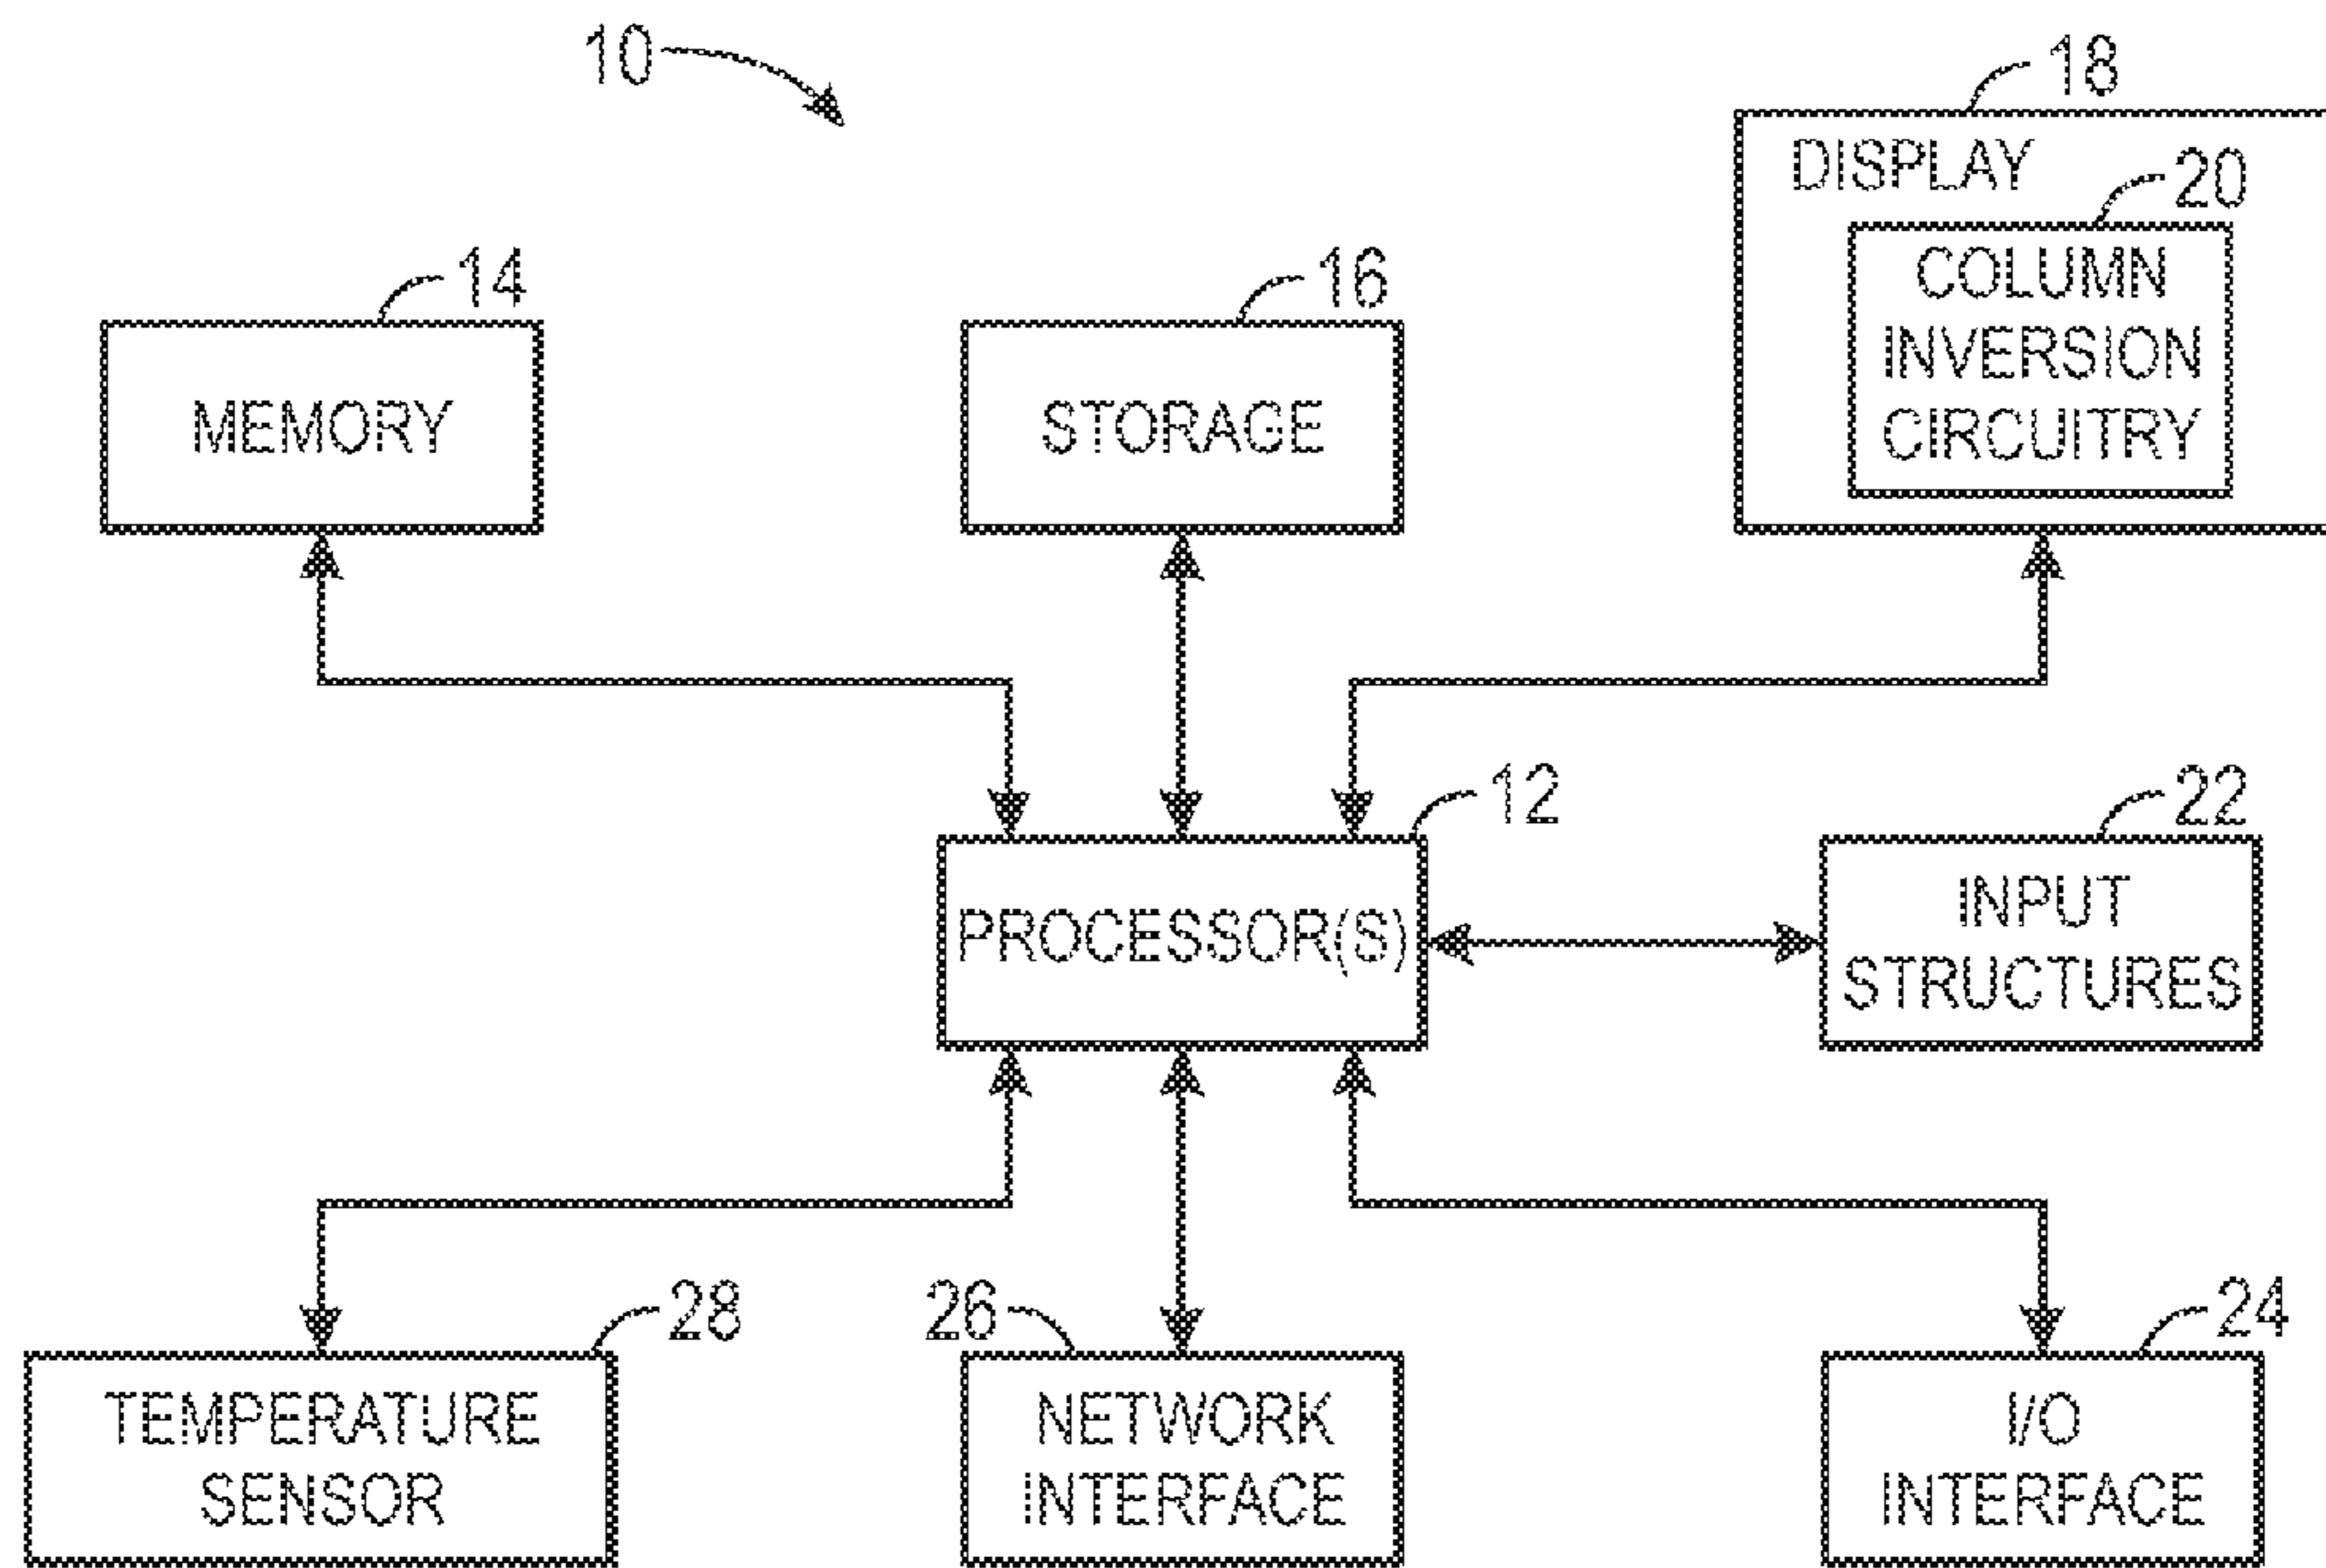 10
18
DISPLAY
20
COLUMN
INVERSION
CIRCUITRY
14
MEMORY
16
STORAGE
12
PROCESSOR(S)
22
INPUT
STRUCTURES
28
TEMPERATURE
SENSOR
26
NETWORK
INTERFACE
24
I/O
INTERFACE